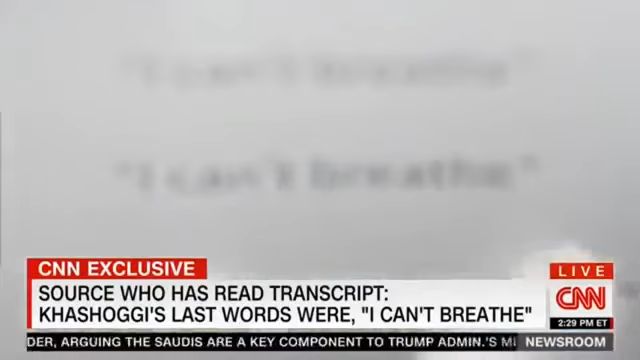 "I can't breathe"
"I can't breathe"
CNN EXCLUSIVE
SOURCE WHO HAS READ TRANSCRIPT:
KHASHOGGI'S LAST WORDS WERE, "I CAN'T BREATHE"
LIVE
CNN
2:29 PM ET
DER, ARGUING THE SAUDIS ARE A KEY COMPONENT TO TRUMP ADMIN.'S MI
NEWSROOM